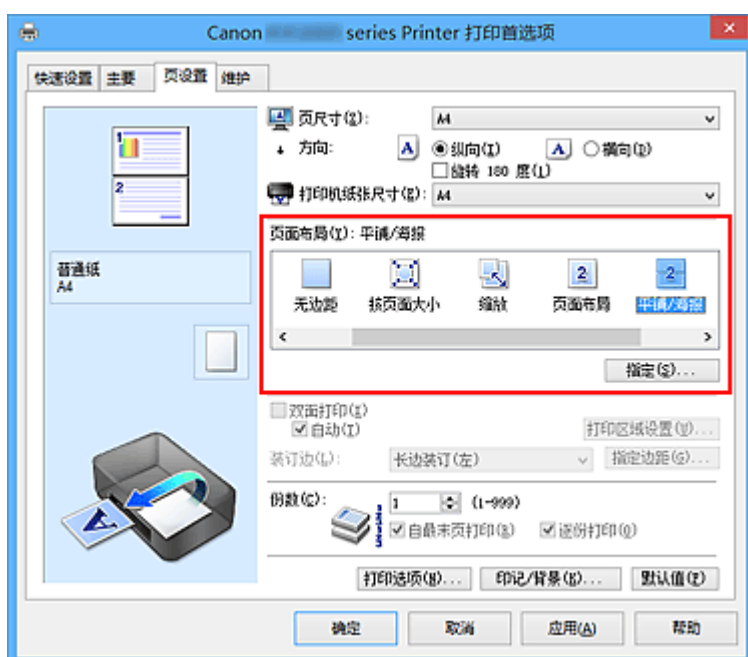 Canon series Printer 打印首选项
快速设置 主要 页设置 维护
页尺寸(Z): A4
方向: A 纵向(I) A 横向(D)
旋转 180 度(L)
打印机纸张尺寸(E): A4
页面布局(Y): 平铺/海报
无边距 按页面大小 缩放 页面布局 平铺/海报
指定(S)...
普通纸
A4
双面打印(X)
自动(T)
打印区域设置(U)...
装订边(L): 长边装订(左) 指定边距(G)...
份数(C): 1 (1-999)
自最末页打印(R) 逐份打印(O)
打印选项(N)... 印记/背景(K)... 默认值(F)
确定 取消 应用(A) 帮助